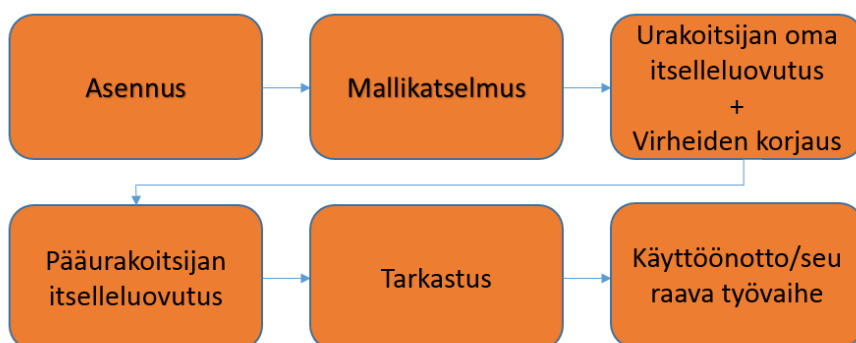 Asennus
Mallikatselmus
Urakoitsijan oma
itselleluovutus
+
Virheiden korjaus
Pääurakoitsijan
itselleluovutus
Tarkastus
Käyttöönotto/seu
raava työvaihe